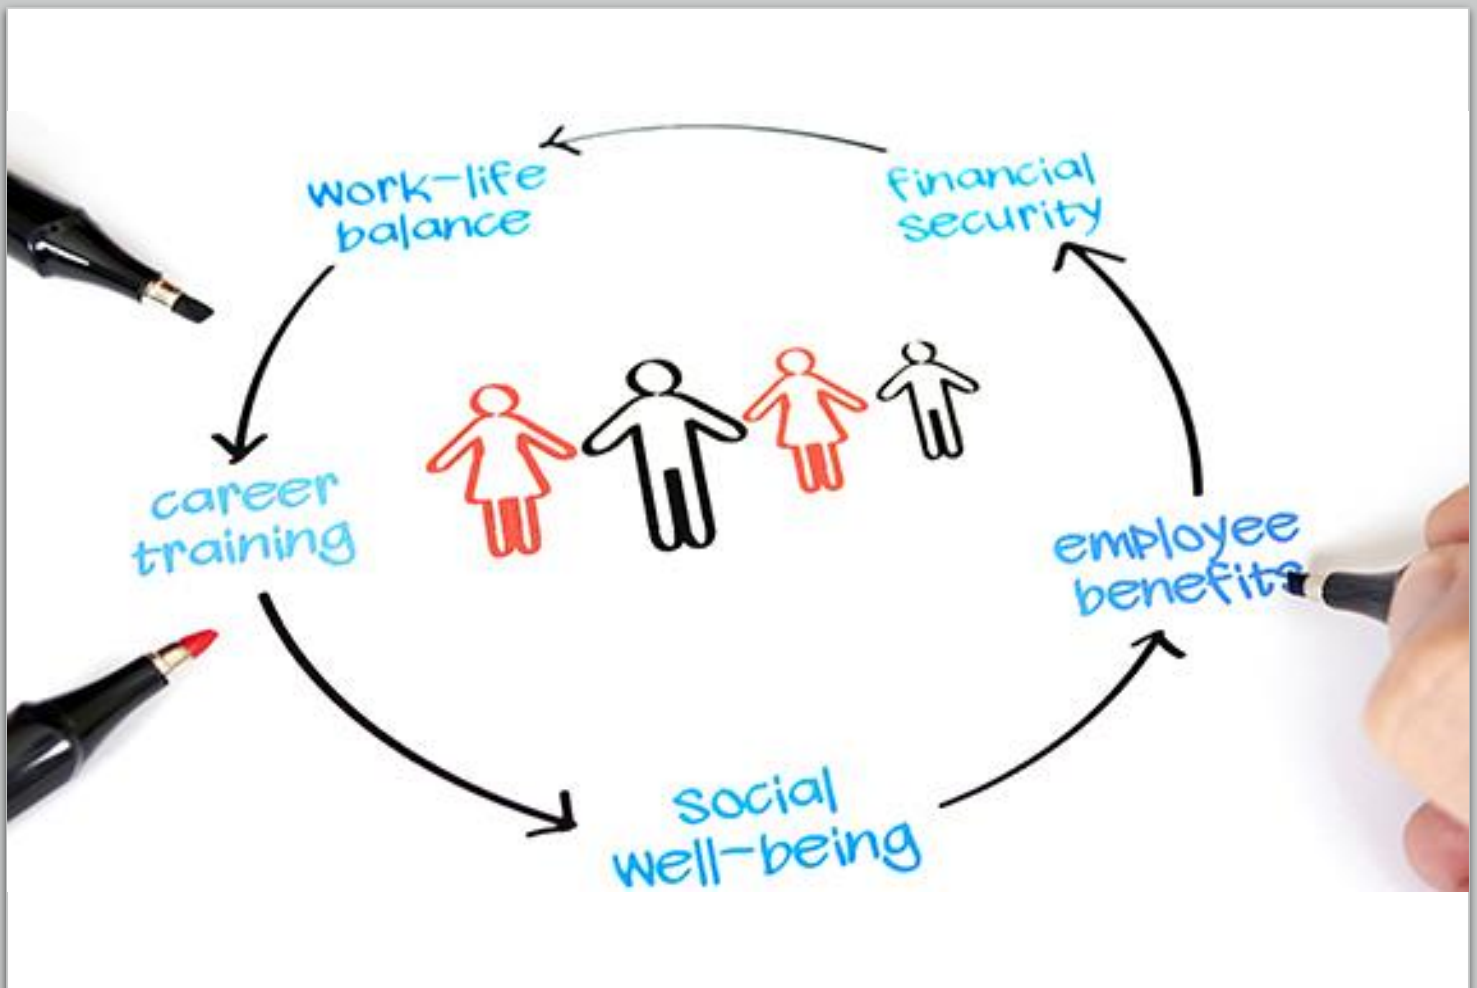 work-life
balance
financial
security
career
training
employee
benefits
social
well-being